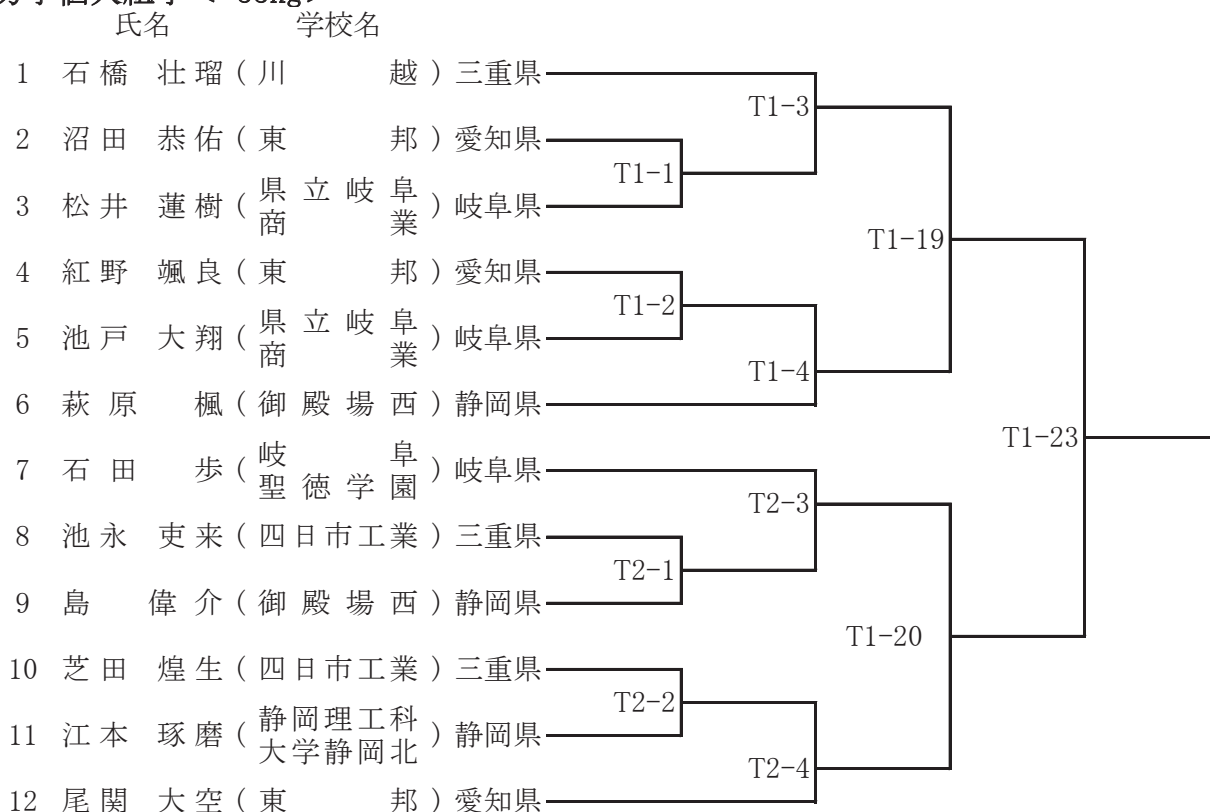 氏名 学校名
1 石橋 壮瑠 (川越) 三重県
T1-3
2 沼田 恭佑 (東邦) 愛知県
T1-1
3 松井 蓮樹 (県立岐阜商業) 岐阜県
T1-19
4 紅野 颯良 (東邦) 愛知県
T1-2
5 池戸 大翔 (県立岐阜商業) 岐阜県
T1-4
6 萩原 楓 (御殿場西) 静岡県
T1-23
7 石田 歩 (岐阜聖徳学園) 岐阜県
T2-3
8 池永 吏来 (四日市工業) 三重県
T2-1
9 島 偉介 (御殿場西) 静岡県
T1-20
10 芝田 煌生 (四日市工業) 三重県
T2-2
11 江本 琢磨 (静岡理工科大学静岡北) 静岡県
T2-4
12 尾関 大空 (東邦) 愛知県